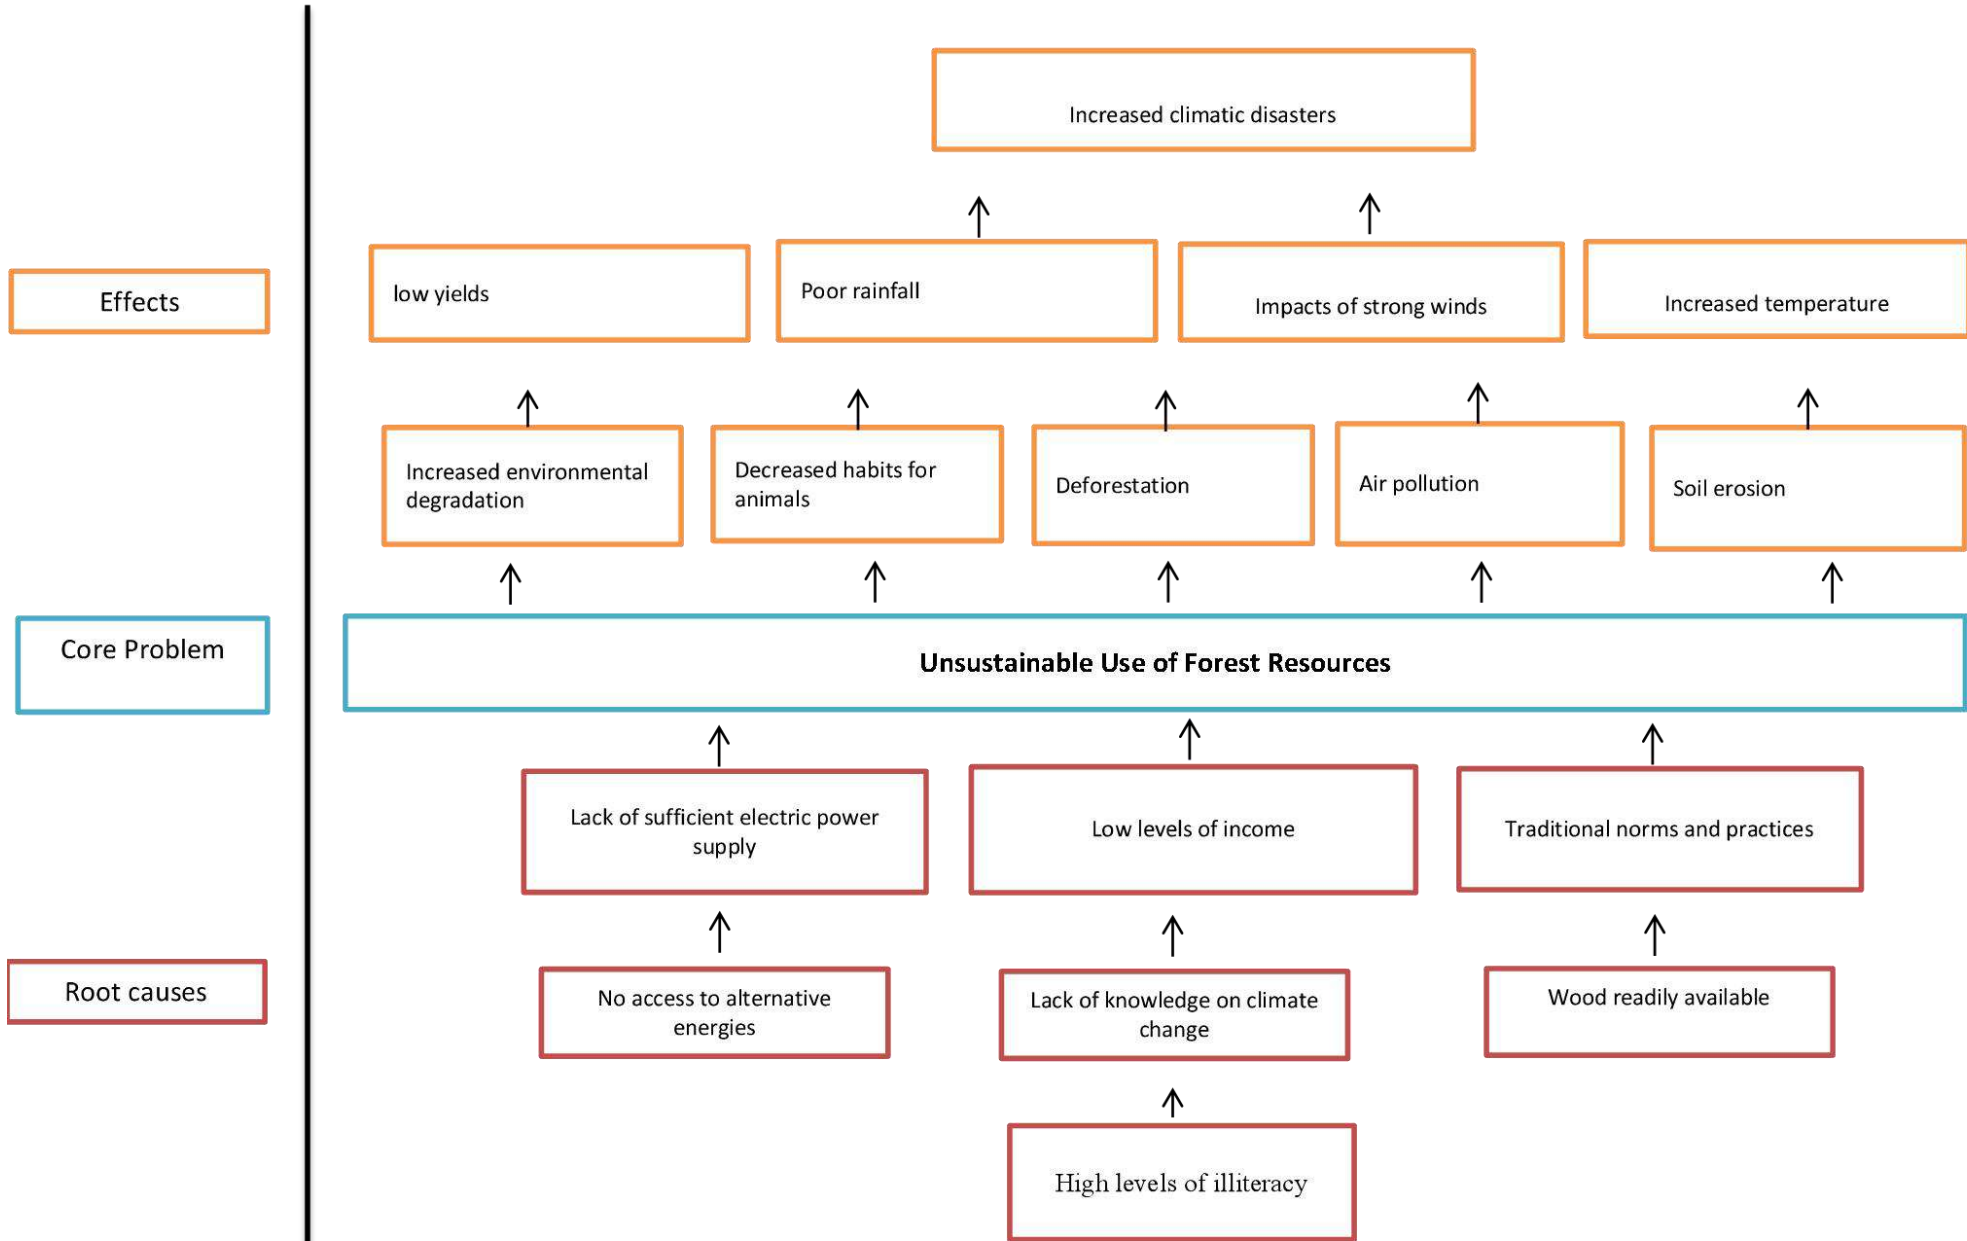 Increased climatic disasters
Effects
low yields
Poor rainfall
Impacts of strong winds
Increased temperature
Increased environmental
degradation
Decreased habits for
animals
Deforestation
Air pollution
Soil erosion
Core Problem
Unsustainable Use of Forest Resources
Lack of sufficient electric power
supply
Low levels of income
Traditional norms and practices
Root causes
No access to alternative
energies
Lack of knowledge on climate
change
Wood readily available
High levels of illiteracy